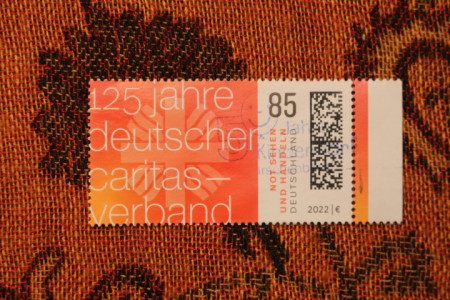 125 jahre
deutscher
caritas
verband
85
NOT SEHEN
UND HANDELN
DEUTSCHLAND
2022 | €